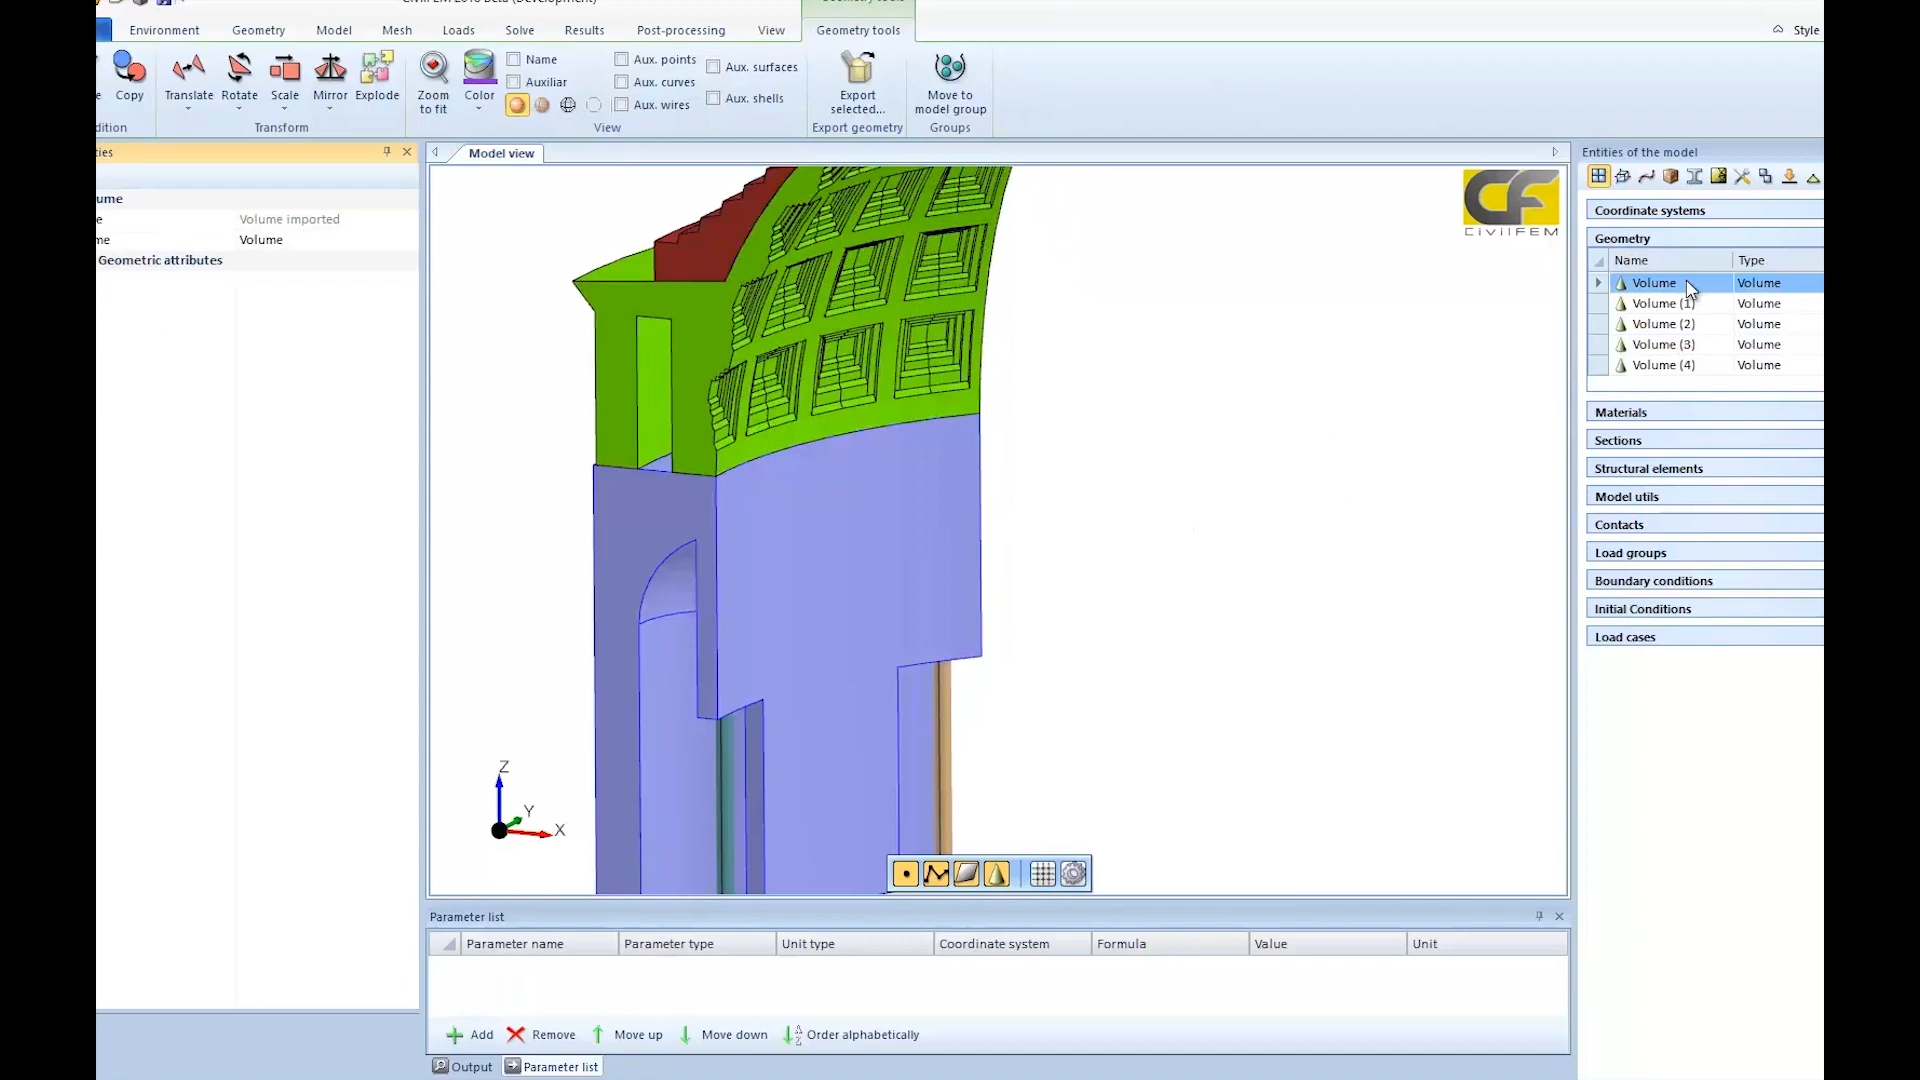 Environment Geometry Model Mesh Loads Solve Results Post-processing View Geometry tools Style
Copy Translate Rotate Scale Mirror Explode
Transform
Zoom to fit Color
Name
Auxiliar
Aux. points
Aux. curves
Aux. wires
Aux. surfaces
Aux. shells
View
Export selected...
Export geometry
Move to model group
Groups
Model view
Volume imported
Volume
Geometric attributes
CIVILFEM
Z
Y
X
Entities of the model
Coordinate systems
Geometry
Name Type
Volume Volume
Volume (1) Volume
Volume (2) Volume
Volume (3) Volume
Volume (4) Volume
Materials
Sections
Structural elements
Model utils
Contacts
Load groups
Boundary conditions
Initial Conditions
Load cases
Parameter list
Parameter name Parameter type Unit type Coordinate system Formula Value Unit
Add Remove Move up Move down Order alphabetically
Output Parameter list